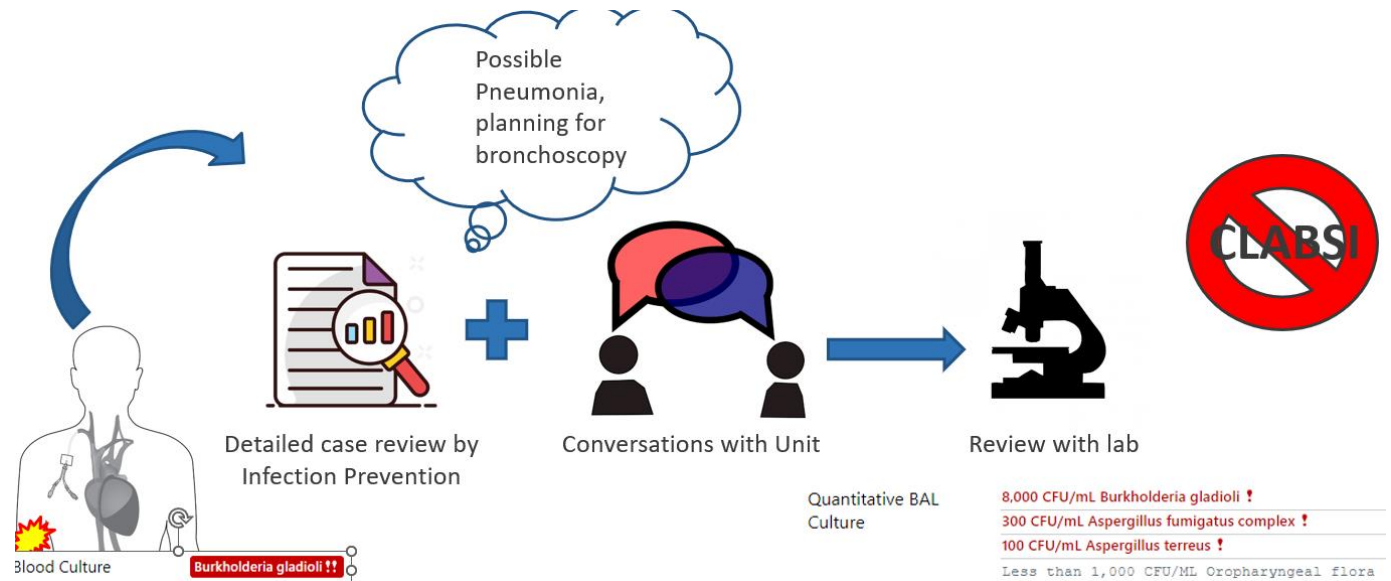 Possible
Pneumonia,
planning for
bronchoscopy
CLABSI
Detailed case review by
Infection Prevention
Conversations with Unit
Review with lab
Blood Culture
Burkholderia gladioli !!
Quantitative BAL
Culture
8,000 CFU/mL Burkholderia gladioli !
300 CFU/mL Aspergillus fumigatus complex !
100 CFU/mL Aspergillus terreus !
Less than 1,000 CFU/ML Oropharyngeal flora